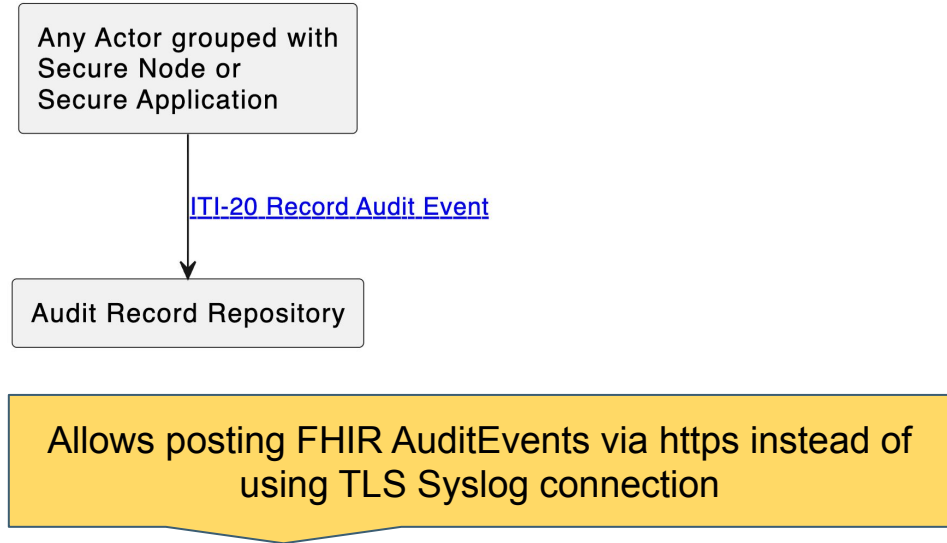 Any Actor grouped with
Secure Node or
Secure Application
ITI-20 Record Audit Event
Audit Record Repository
Allows posting FHIR AuditEvents via https instead of
using TLS Syslog connection